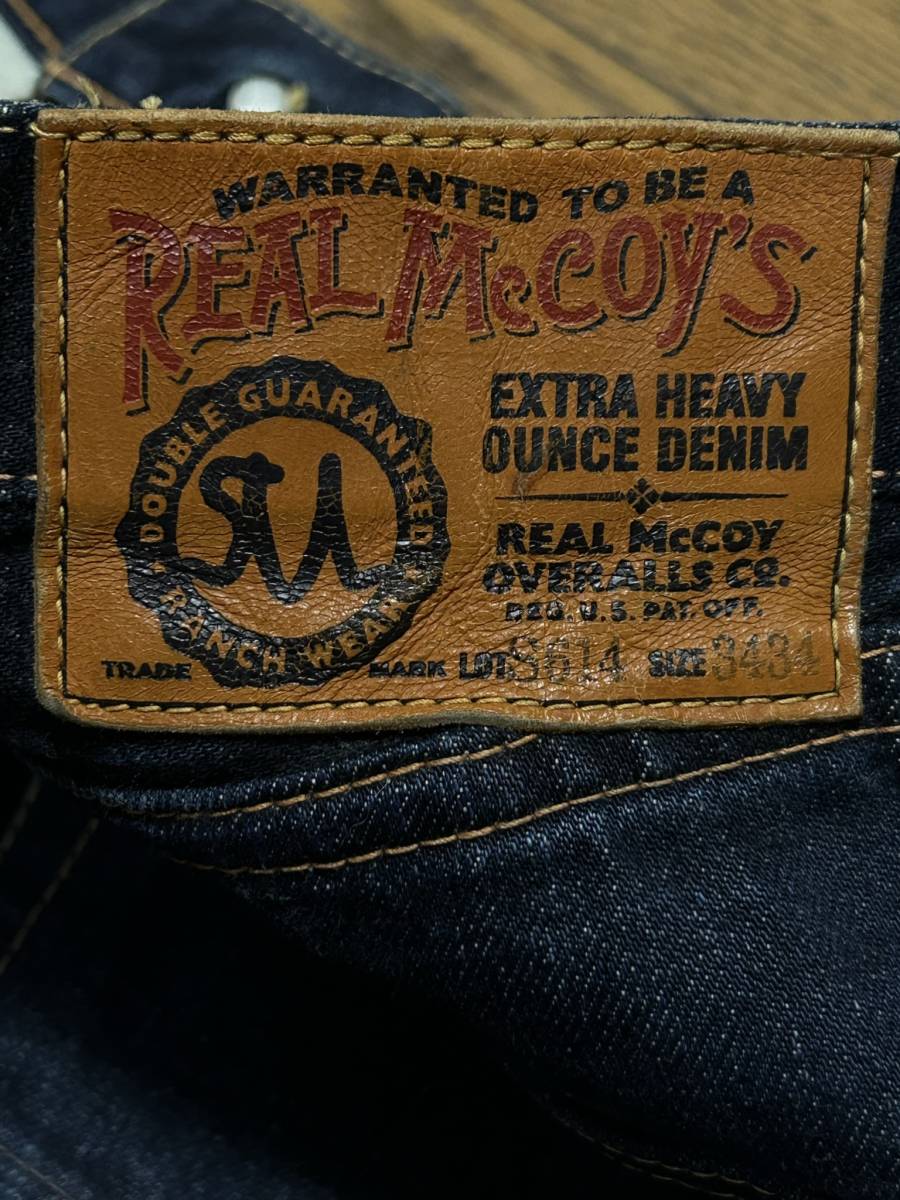 WARRANTED TO BE A
REAL McCOY'S
DOUBLE GUARANTEED
RANCH WEAR
EXTRA HEAVY
OUNCE DENIM
REAL McCOY
OVERALLS CO.
REG. U.S. PAT. OFF.
TRADE MARK LOT S614 SIZE 3434